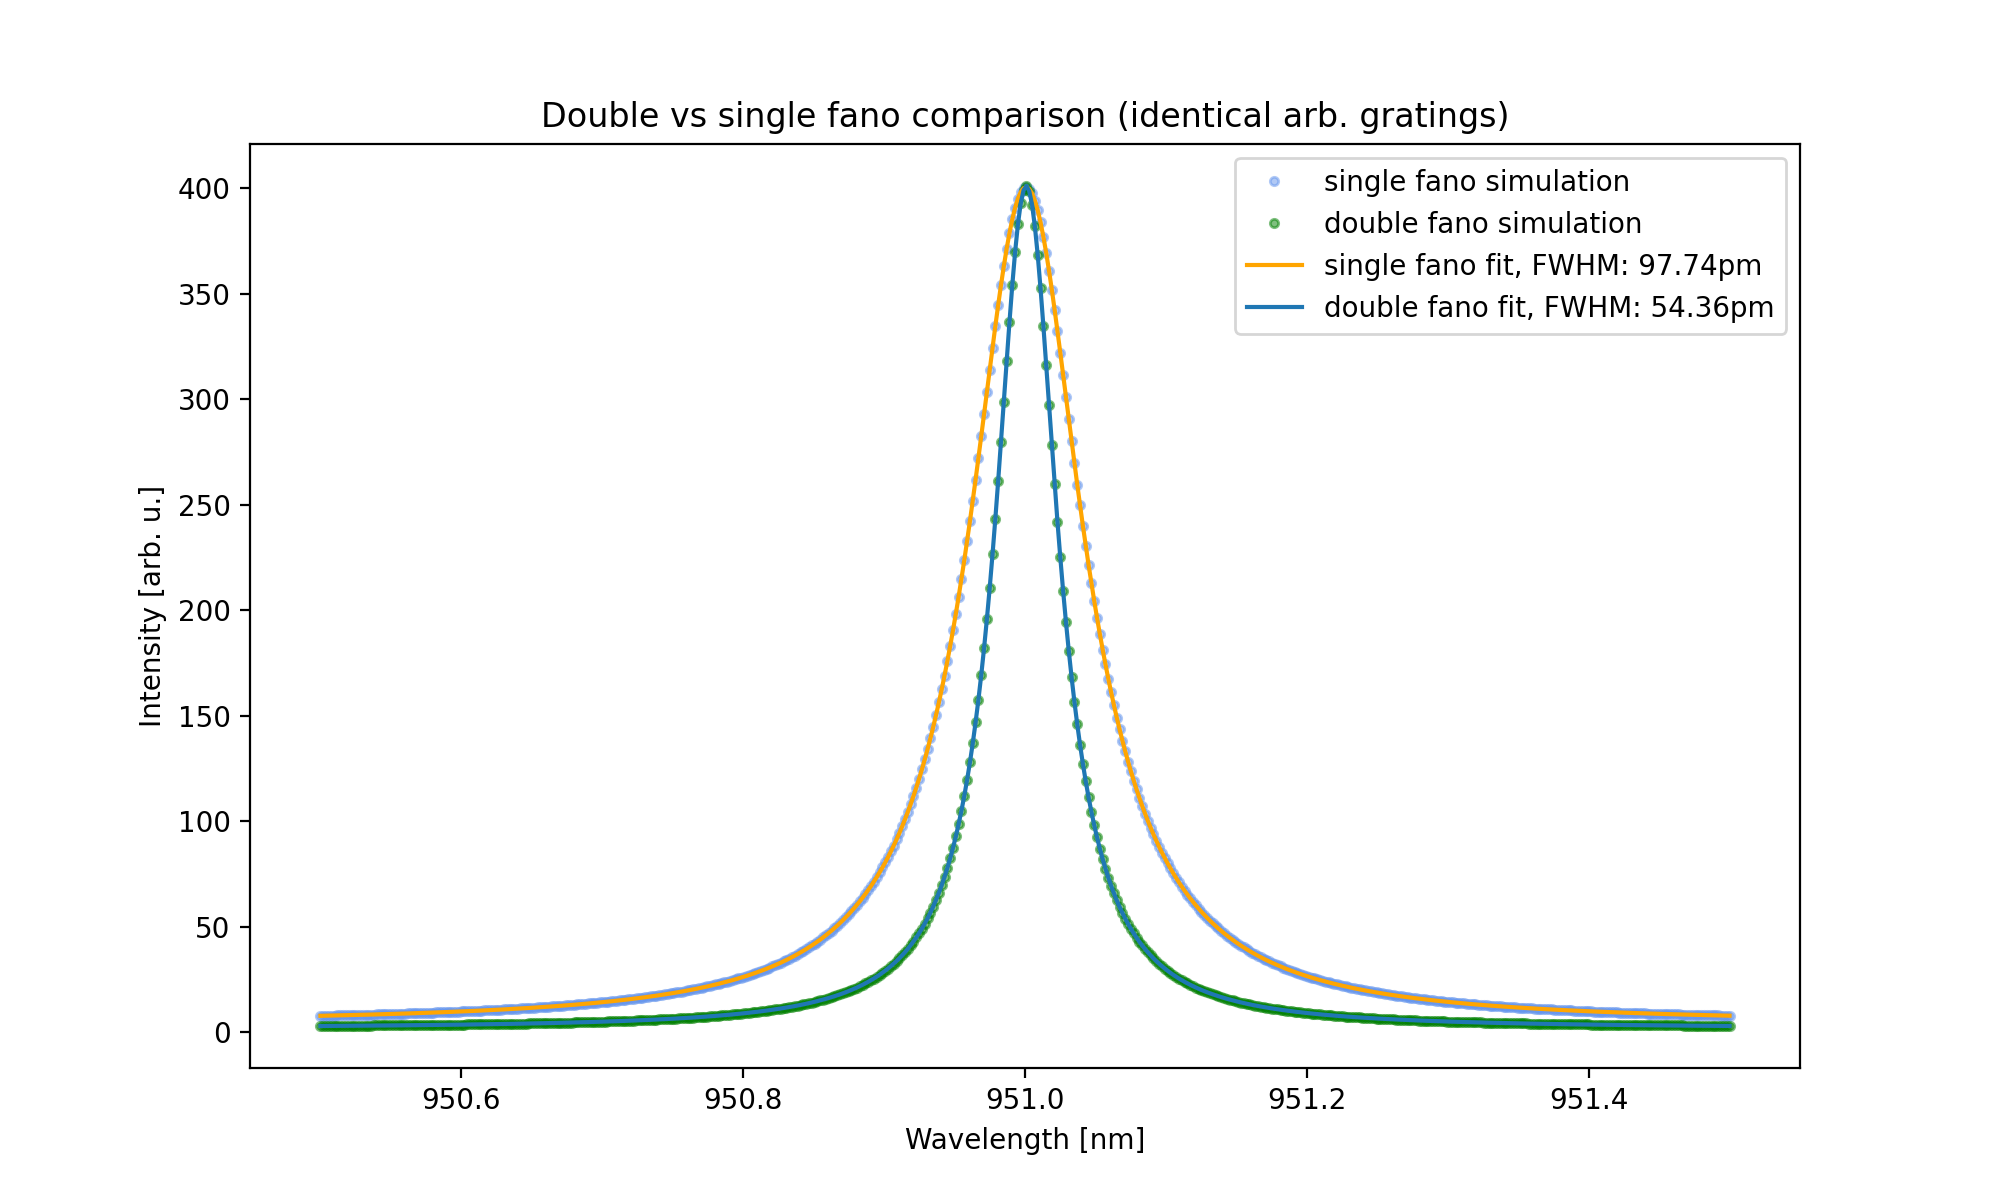 Double vs single fano comparison (identical arb. gratings)
single fano simulation
double fano simulation
single fano fit, FWHM: 97.74pm
double fano fit, FWHM: 54.36pm
Intensity [arb. u.]
400
350
300
250
200
150
100
50
0
950.6 950.8 951.0 951.2 951.4
Wavelength [nm]